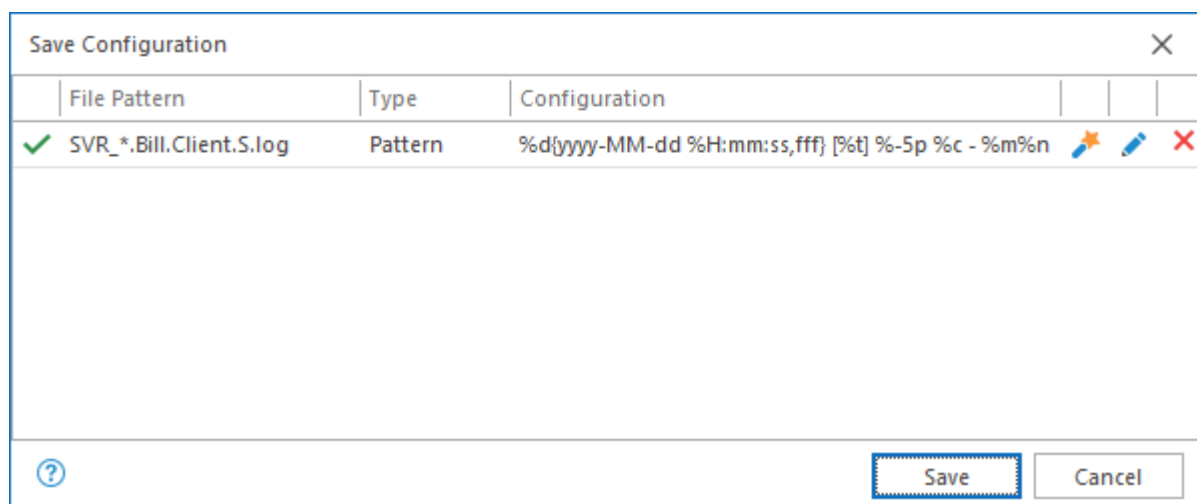 Save Configuration
File Pattern Type Configuration
SVR_*.Bill.Client.S.log Pattern %d{yyyy-MM-dd %H:mm:ss,fff} [%t] %-5p %c - %m%n
Save Cancel